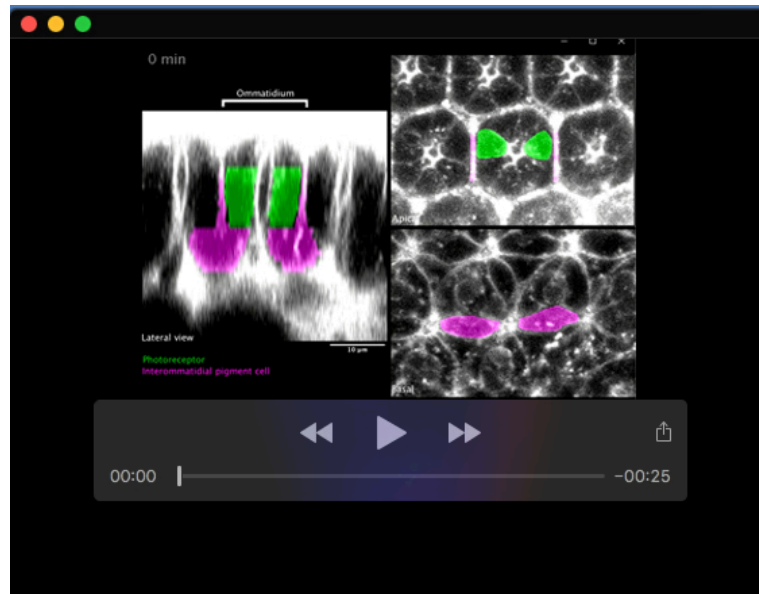 0 min
Ommatidium
Apical
Lateral view
10 μm
Photoreceptor
Interommatidial pigment cell
Basal
00:00
-00:25